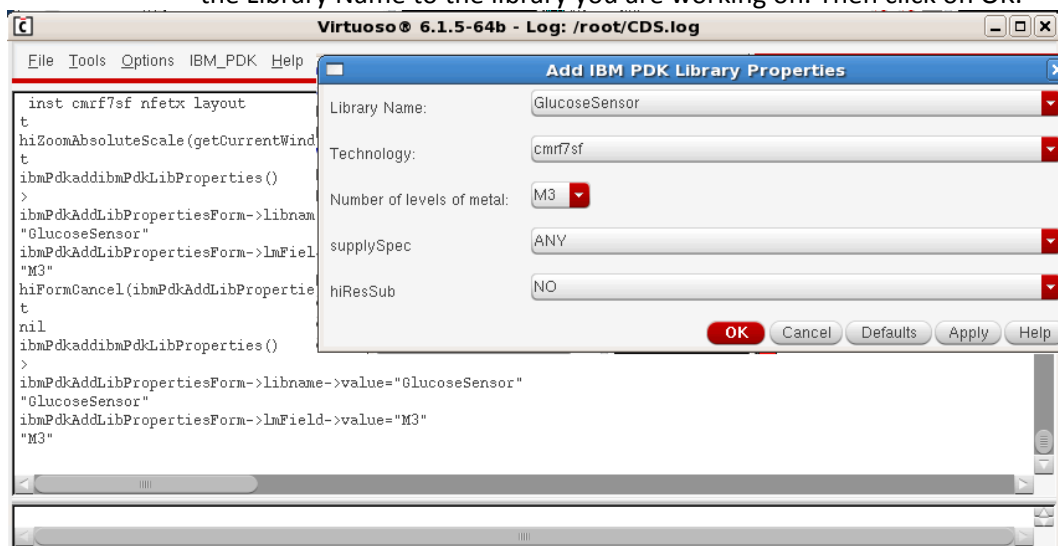 the Library Name to the library you are working on. Then click on OK.
Virtuoso® 6.1.5-64b - Log: /root/CDS.log
File Tools Options IBM_PDK Help
Add IBM PDK Library Properties
inst cmrf7sf nfetx layout
t
hiZoomAbsoluteScale(getCurrentWind
t
ibmPdkaddibmPdkLibProperties()
>
ibmPdkAddLibPropertiesForm->libnam
"GlucoseSensor"
ibmPdkAddLibPropertiesForm->lmFiel
"M3"
hiFormCancel(ibmPdkAddLibPropertie
t
nil
ibmPdkaddibmPdkLibProperties()
>
ibmPdkAddLibPropertiesForm->libname->value="GlucoseSensor"
"GlucoseSensor"
ibmPdkAddLibPropertiesForm->lmField->value="M3"
"M3"
Library Name: GlucoseSensor
Technology: cmrf7sf
Number of levels of metal: M3
supplySpec ANY
hiResSub NO
OK Cancel Defaults Apply Help